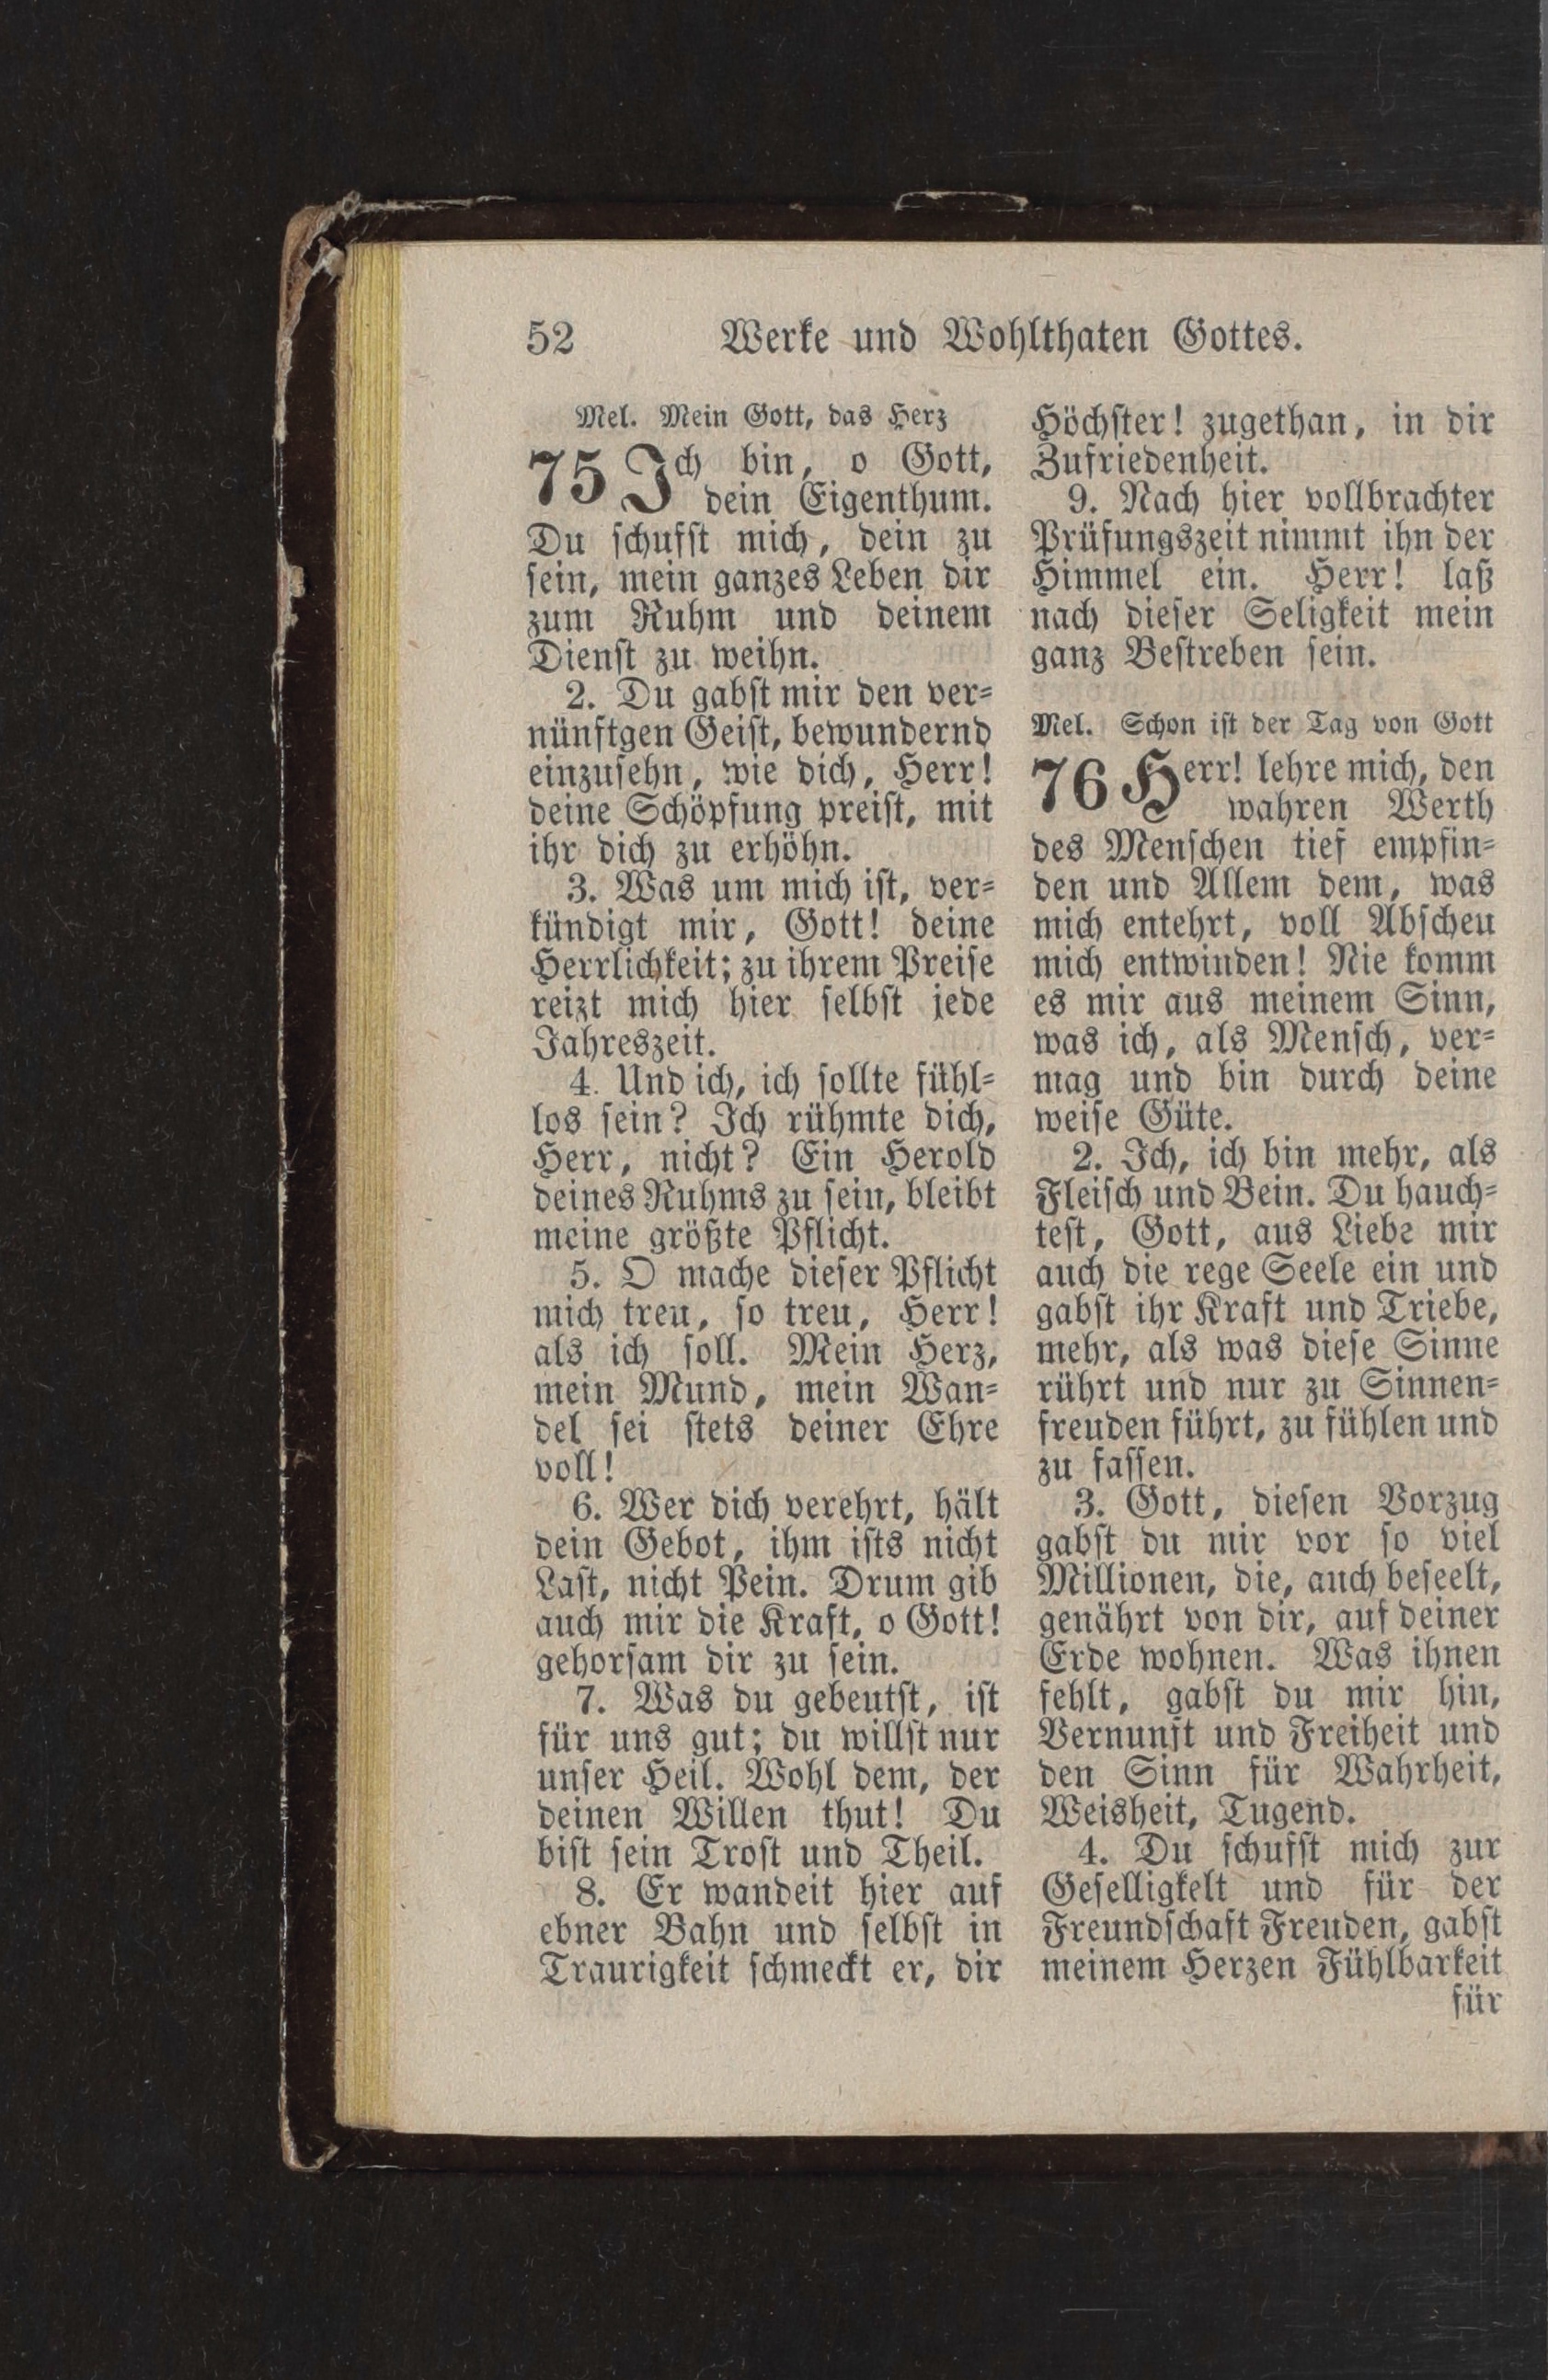 52 Werke und Wohlthaten Gottes.
Mel. Mein Gott, das Herz
75 Ich bin, o Gott,
dein Eigenthum.
Du schufst mich, dein zu
sein, mein ganzes Leben dir
zum Ruhm und deinem
Dienst zu weihn.
2. Du gabst mir den ver-
nünftgen Geist, bewundernd
einzusehn, wie dich, Herr!
deine Schöpfung preist, mit
ihr dich zu erhöhn.
3. Was um mich ist, ver-
kündigt mir, Gott! deine
Herrlichkeit; zu ihrem Preise
reizt mich hier selbst jede
Jahreszeit.
4. Und ich, ich sollte fühl-
los sein? Ich rühmte dich,
Herr, nicht? Ein Herold
deines Ruhms zu sein, bleibt
meine größte Pflicht.
5. O mache dieser Pflicht
mich treu, so treu, Herr!
als ich soll. Mein Herz,
mein Mund, mein Wan-
del sei stets deiner Ehre
voll!
6. Wer dich verehrt, hält
dein Gebot, ihm ists nicht
Last, nicht Pein. Drum gib
auch mir die Kraft, o Gott!
gehorsam dir zu sein.
7. Was du gebeutst, ist
für uns gut; du willst nur
unser Heil. Wohl dem, der
deinen Willen thut! Du
bist sein Trost und Theil.
8. Er wandeit hier auf
ebner Bahn und selbst in
Traurigkeit schmeckt er, dir
Höchster! zugethan, in dir
Zufriedenheit.
9. Nach hier vollbrachter
Prüfungszeit nimmt ihn der
Himmel ein. Herr! laß
nach dieser Seligkeit mein
ganz Bestreben sein.
Mel. Schon ist der Tag von Gott
76 Herr! lehre mich, den
wahren Werth
des Menschen tief empfin-
den und Allem dem, was
mich entehrt, voll Abscheu
mich entwinden! Nie komm
es mir aus meinem Sinn,
was ich, als Mensch, ver-
mag und bin durch deine
weise Güte.
2. Ich, ich bin mehr, als
Fleisch und Bein. Du hauch-
test, Gott, aus Liebe mir
auch die rege Seele ein und
gabst ihr Kraft und Triebe,
mehr, als was diese Sinne
rührt und nur zu Sinnen-
freuden führt, zu fühlen und
zu fassen.
3. Gott, diesen Vorzug
gabst du mir vor so viel
Millionen, die, auch beseelt,
genährt von dir, auf deiner
Erde wohnen. Was ihnen
fehlt, gabst du mir hin,
Vernunft und Freiheit und
den Sinn für Wahrheit,
Weisheit, Tugend.
4. Du schufst mich zur
Geselligkelt und für der
Freundschaft Freuden, gabst
meinem Herzen Fühlbarkeit
für